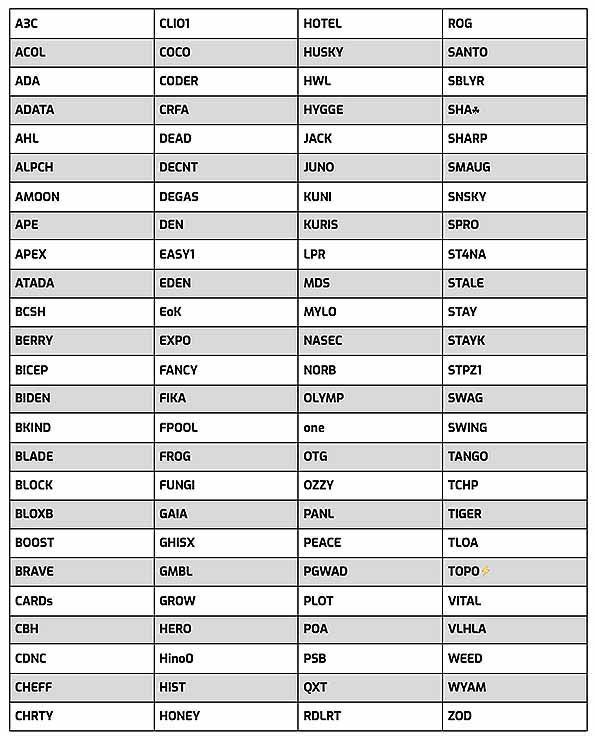 A3C CLIO1 HOTEL ROG
ACOL COCO HUSKY SANTO
ADA CODER HWL SBLYR
ADATA CRFA HYGGE SHA☘
AHL DEAD JACK SHARP
ALPCH DECNT JUNO SMAUG
AMOON DEGAS KUNI SNSKY
APE DEN KURIS SPRO
APEX EASY1 LPR ST4NA
ATADA EDEN MDS STALE
BCSH EoK MYLO STAY
BERRY EXPO NASEC STAYK
BICEP FANCY NORB STPZ1
BIDEN FIKA OLYMP SWAG
BKIND FPOOL one SWING
BLADE FROG OTG TANGO
BLOCK FUNGI OZZY TCHP
BLOXB GAIA PANL TIGER
BOOST GHISX PEACE TLOA
BRAVE GMBL PGWAD TOPO⚡
CARDs GROW PLOT VITAL
CBH HERO POA VLHLA
CDNC HinoO PSB WEED
CHEFF HIST QXT WYAM
CHRTY HONEY RDLRT ZOD